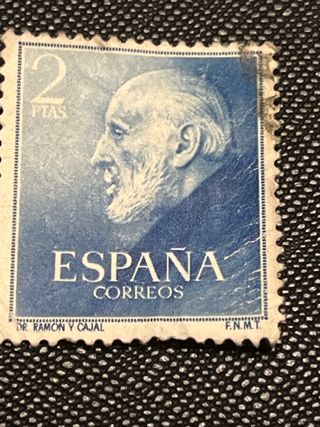 2
PTAS.
ESPAÑA
CORREOS
DR. RAMON Y CAJAL F.N.M.T.